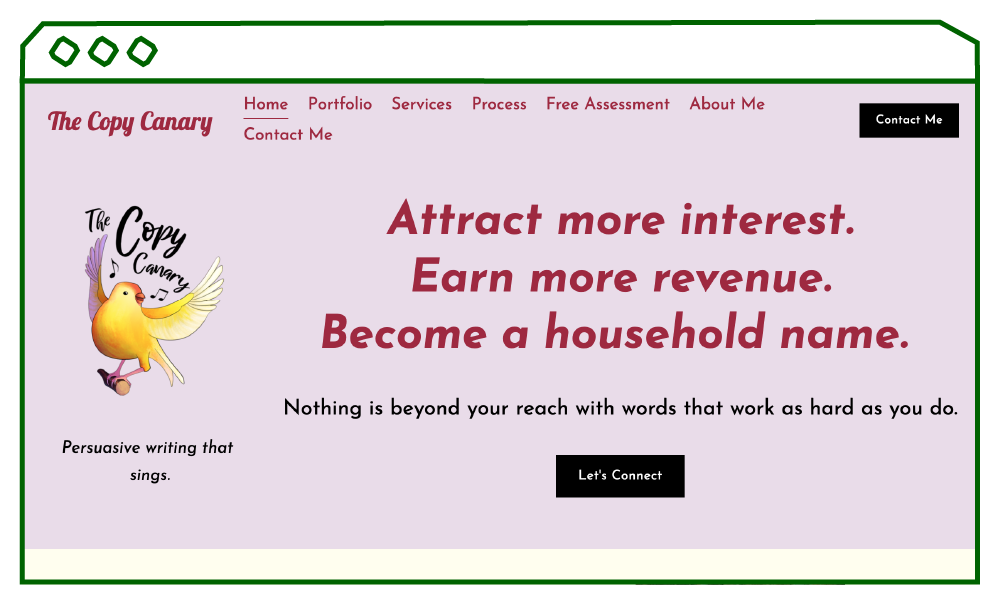 The Copy Canary
Home Portfolio Services Process Free Assessment About Me
Contact Me
Contact Me
The
Copy
Canary
Attract more interest.
Earn more revenue.
Become a household name.
Nothing is beyond your reach with words that work as hard as you do.
Persuasive writing that
sings.
Let's Connect